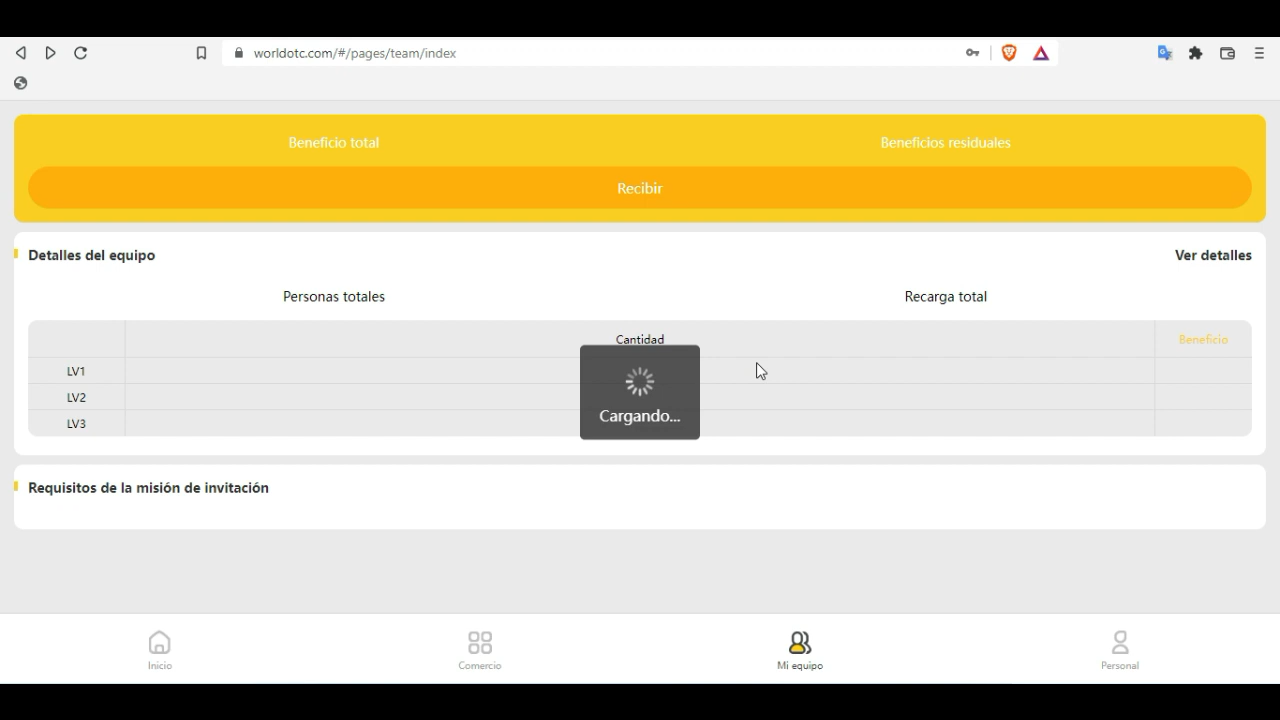 worldotc.com/#/pages/team/index
Beneficio total
Beneficios residuales
Recibir
Detalles del equipo
Ver detalles
Personas totales
Recarga total
Cantidad
Beneficio
LV1
LV2
LV3
Cargando...
Requisitos de la misión de invitación
Inicio
Comercio
Mi equipo
Personal